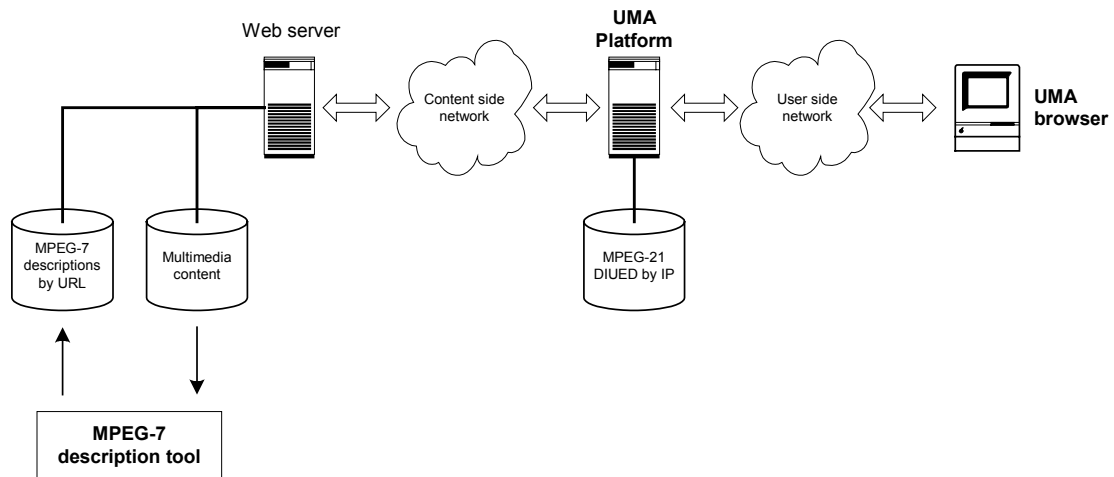 Web server
Content side
network
UMA
Platform
User side
network
UMA
browser
MPEG-7
descriptions
by URL
Multimedia
content
MPEG-21
DIUED by IP
MPEG-7
description tool